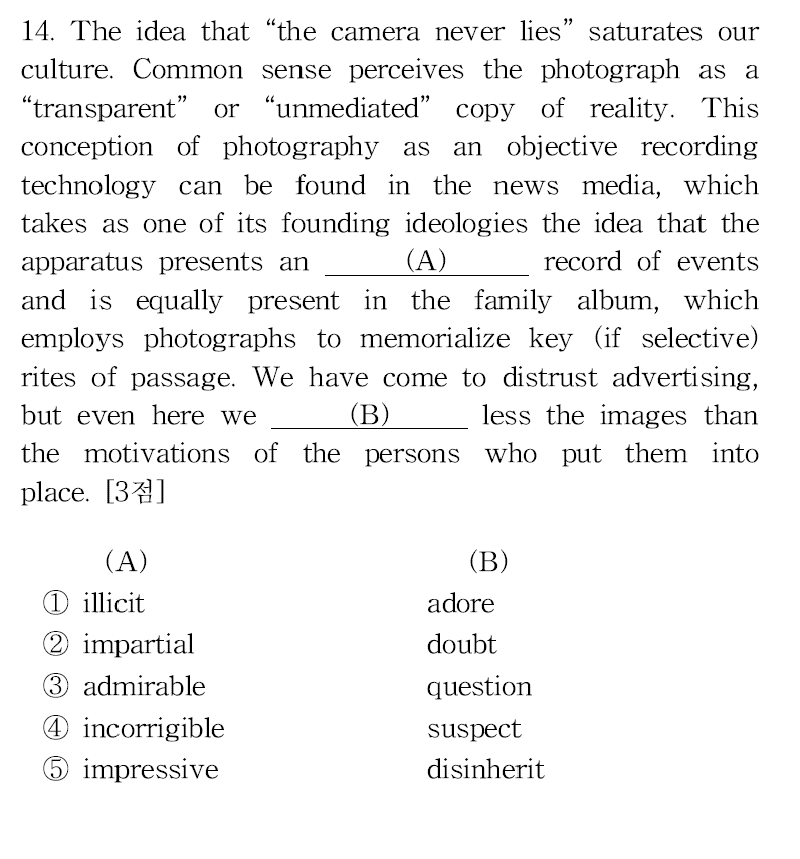 14. The idea that “the camera never lies” saturates our
culture. Common sense perceives the photograph as a
“transparent” or “unmediated” copy of reality. This
conception of photography as an objective recording
technology can be found in the news media, which
takes as one of its founding ideologies the idea that the
apparatus presents an (A) record of events
and is equally present in the family album, which
employs photographs to memorialize key (if selective)
rites of passage. We have come to distrust advertising,
but even here we (B) less the images than
the motivations of the persons who put them into
place. [3점]
(A) (B)
① illicit adore
② impartial doubt
③ admirable question
④ incorrigible suspect
⑤ impressive disinherit